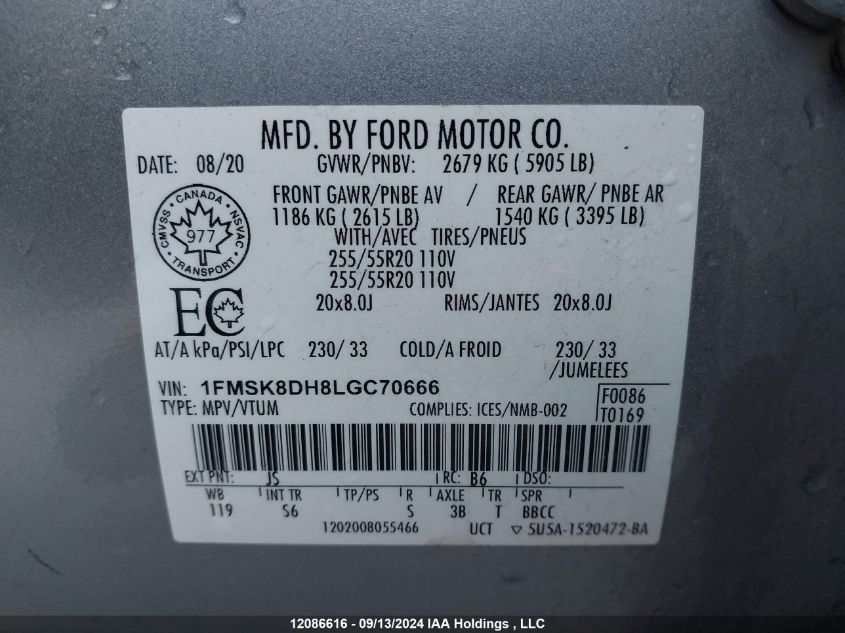 MFD. BY FORD MOTOR CO.
DATE: 08/20 GVWR/PNBV: 2679 KG ( 5905 LB)
FRONT GAWR/PNBE AV / REAR GAWR/ PNBE AR
1186 KG ( 2615 LB) 1540 KG ( 3395 LB)
WITH/AVEC TIRES/PNEUS
255/55R20 110V
255/55R20 110V
20x8.0J RIMS/JANTES 20x8.0J
CANADA
CMVSS NSVAC
977
TRANSPORT
EC
AT/A kPa/PSI/LPC 230/ 33 COLD/A FROID 230/ 33
/JUMELEES
VIN: 1FMSK8DH8LGC70666
F0086
TYPE: MPV/VTUM COMPLIES: ICES/NMB-002
T0169
EXT PNT: JS RC: B6 DSO:
WB INT TR TP/PS R AXLE TR SPR
119 S6 S 3B T BBCC
1202008055466 UCT ▽ 5U5A-1520472-BA
12086616 - 09/13/2024 IAA Holdings , LLC